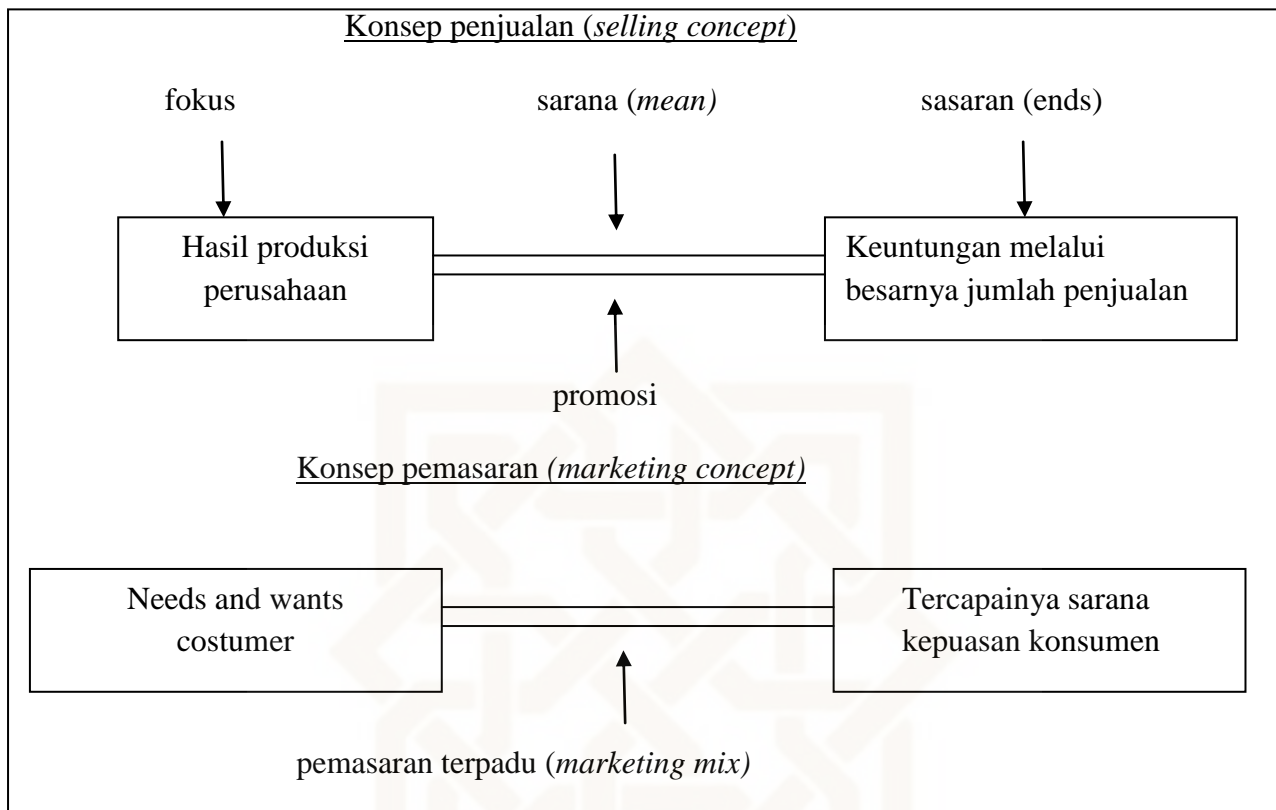 Konsep penjualan (selling concept)
fokus
sarana (mean)
sasaran (ends)
Hasil produksi
perusahaan
Keuntungan melalui
besarnya jumlah penjualan
promosi
Konsep pemasaran (marketing concept)
Needs and wants
costumer
Tercapainya sarana
kepuasan konsumen
pemasaran terpadu (marketing mix)